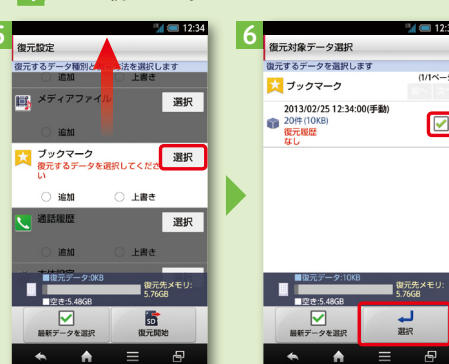 5
12:34
復元設定
復元するデータ種別と
法を選択します
追加
上書き
メディアファイル
選択
追加
ブックマーク
選択
復元するデータを選択してくださ
い
追加
上書き
通話履歴
選択
追加
上書き
復元データ:0KB
復元先メモリ:
5.76GB
空き:5.48GB
最新データを選択
復元開始
6
復元対象データ選択
復元するデータを選択します
ブックマーク
2013/02/25 12:34:00(手動)
20件(10KB)
復元履歴
なし
復元データ:10KB
復元先メモリ:
5.76GB
空き:5.48GB
最新データを選択
選択